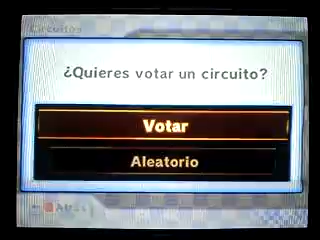 Circuitos
¿Quieres votar un circuito?
Votar
Aleatorio
Atrás